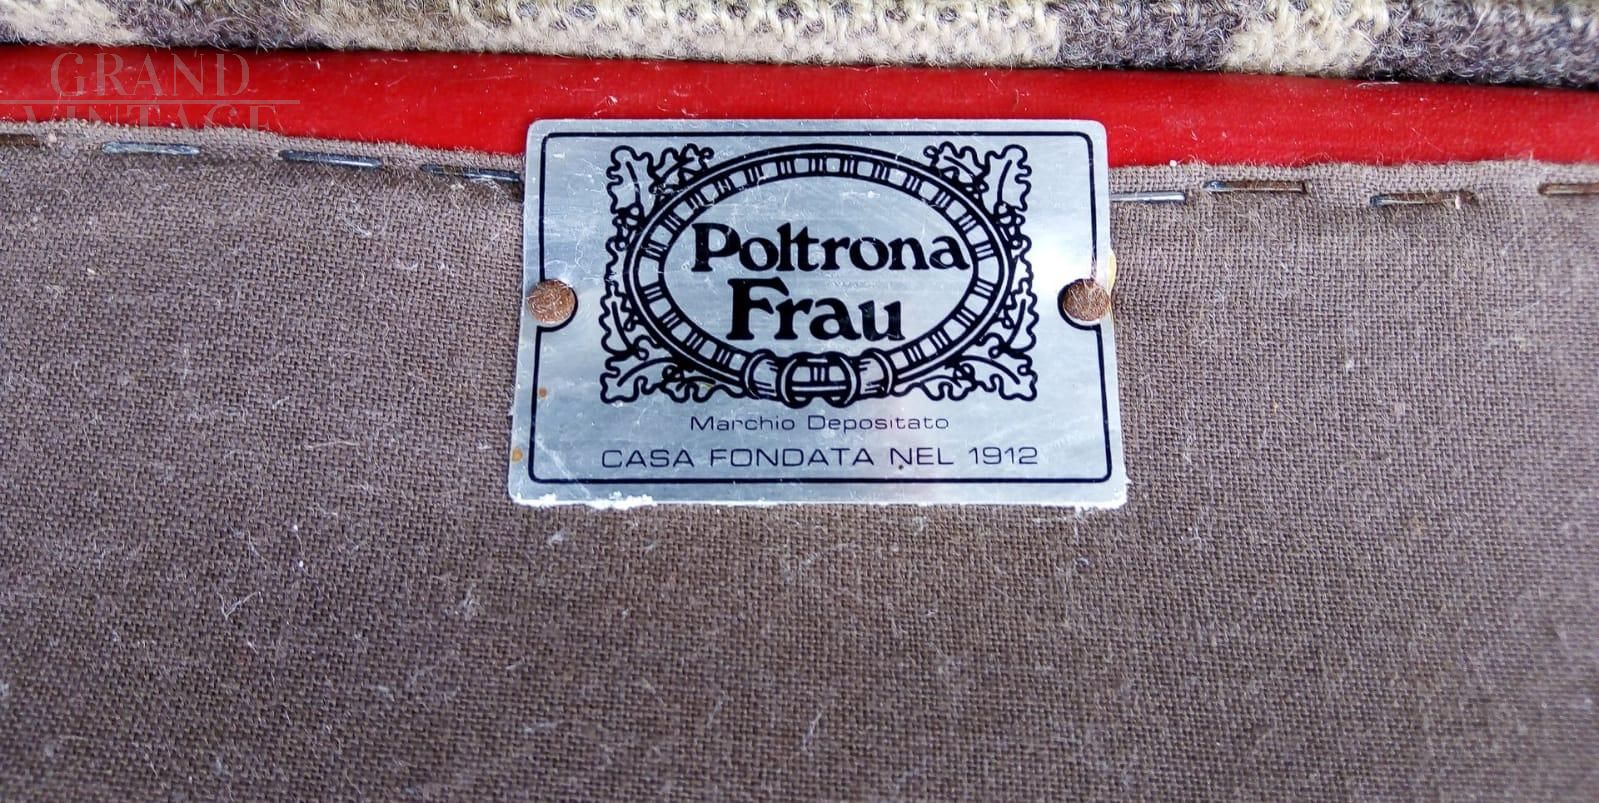 GRAND
VINTAGE
Poltrona
Frau
Marchio Depositato
CASA FONDATA NEL 1912